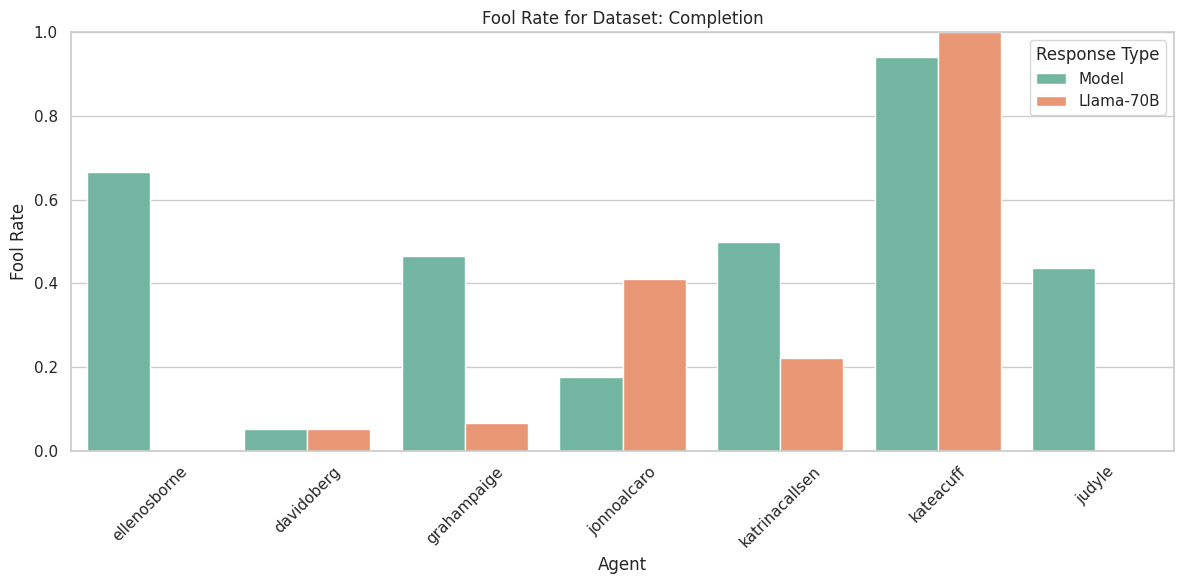 Fool Rate for Dataset: Completion
Fool Rate
1.0
0.8
0.6
0.4
0.2
0.0
Response Type
Model
Llama-70B
ellenosborne
davidoberg
grahampaige
jonnoalcaro
katrinacallsen
kateacuff
judyle
Agent